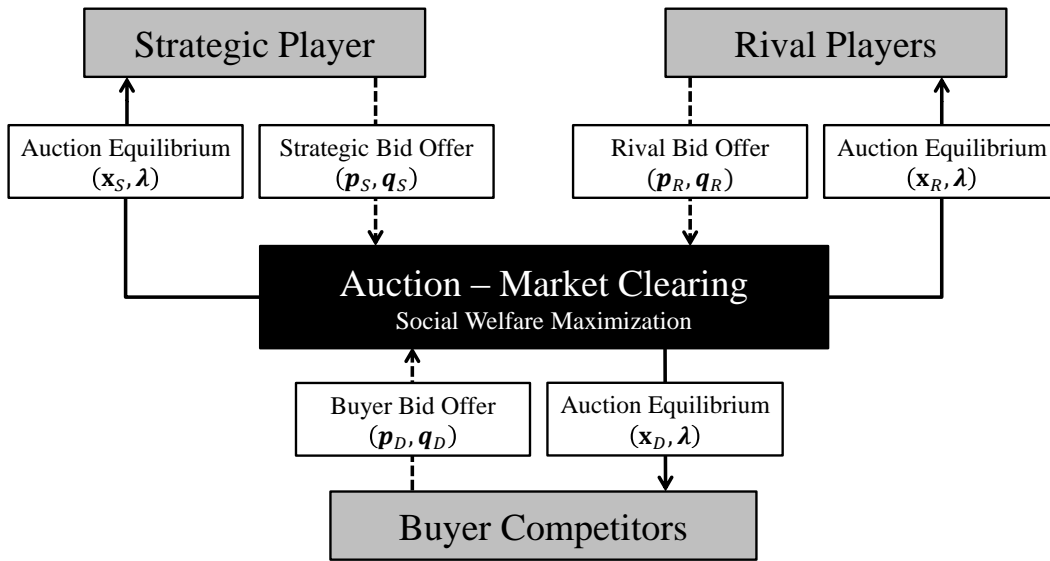 Strategic Player
Rival Players
Auction Equilibrium
(𝐱_S, 𝝀)
Strategic Bid Offer
(𝒑_S, 𝒒_S)
Rival Bid Offer
(𝒑_R, 𝒒_R)
Auction Equilibrium
(𝐱_R, 𝝀)
Auction – Market Clearing
Social Welfare Maximization
Buyer Bid Offer
(𝒑_D, 𝒒_D)
Auction Equilibrium
(𝐱_D, 𝝀)
Buyer Competitors